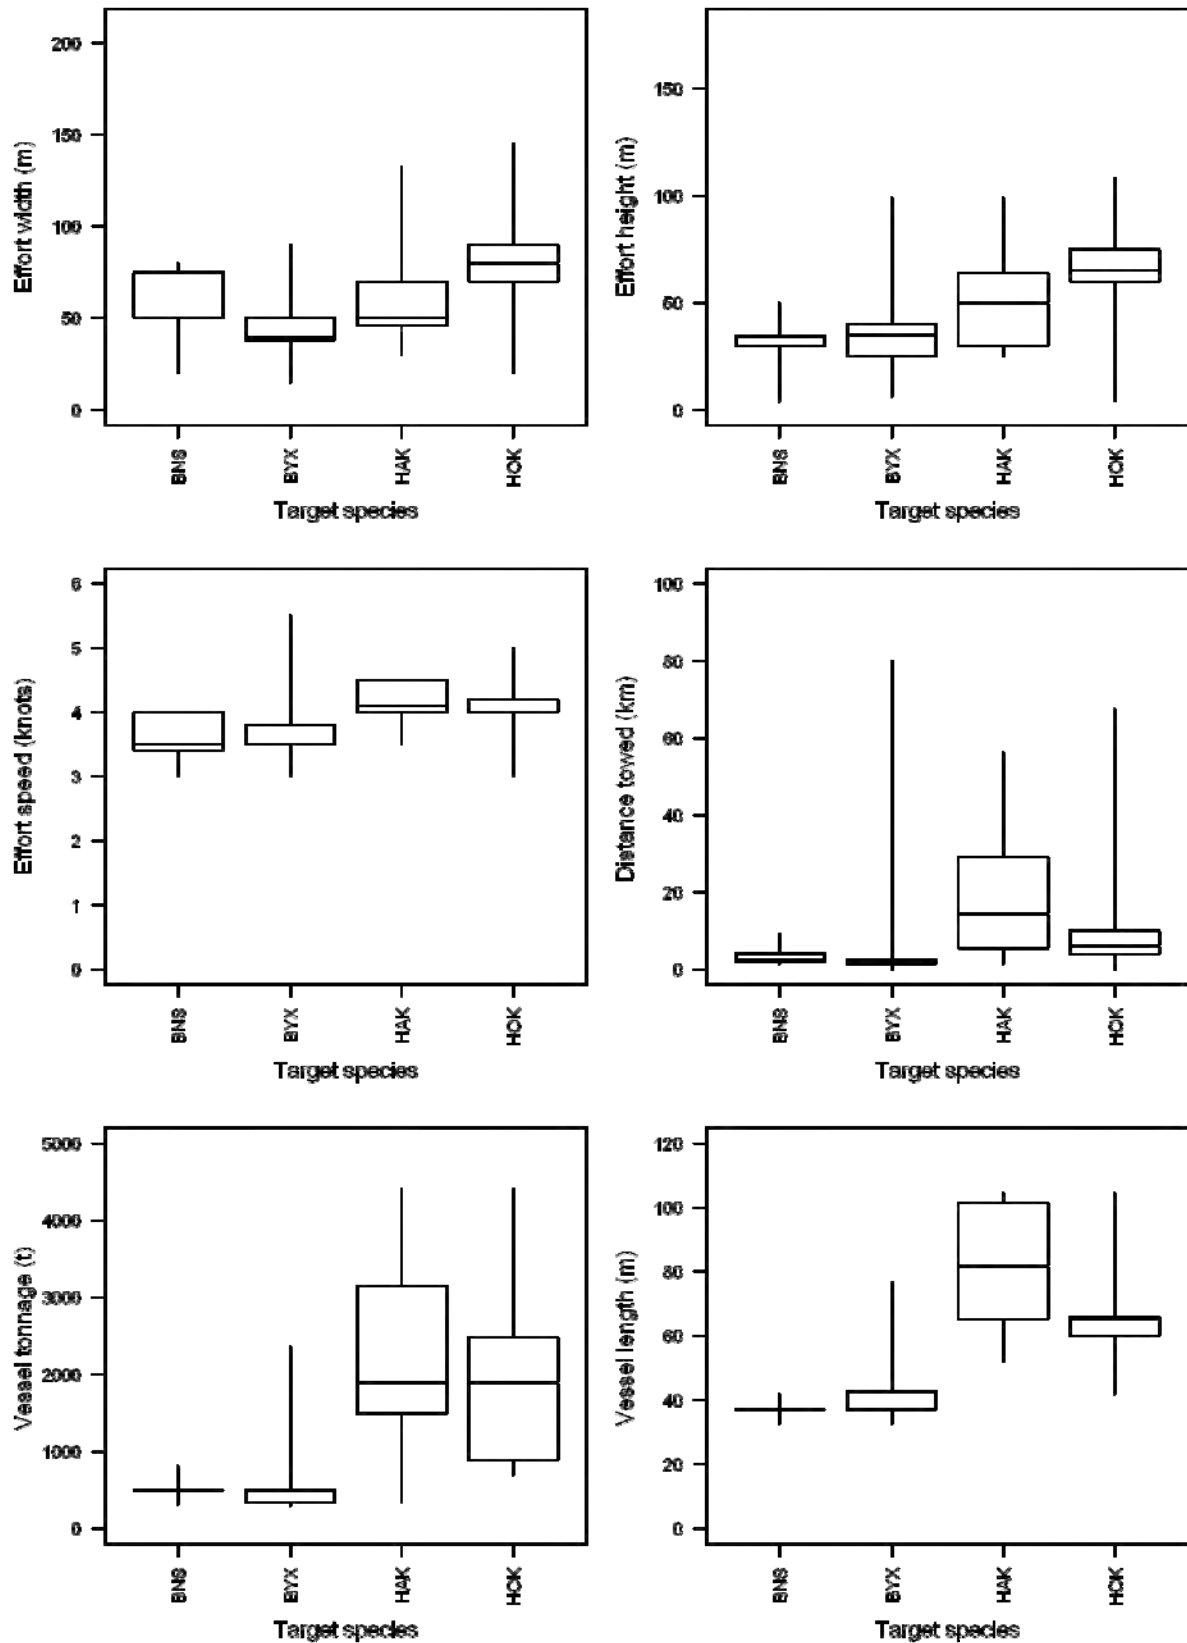 Effort width (m)
200
150
100
50
0
BNS BYX HAK HOK
Target species
Effort height (m)
150
100
50
0
BNS BYX HAK HOK
Target species
Effort speed (knots)
6
5
4
3
2
1
0
BNS BYX HAK HOK
Target species
Distance towed (km)
100
80
60
40
20
0
BNS BYX HAK HOK
Target species
Vessel tonnage (t)
5000
4000
3000
2000
1000
0
BNS BYX HAK HOK
Target species
Vessel length (m)
120
100
80
60
40
20
0
BNS BYX HAK HOK
Target species